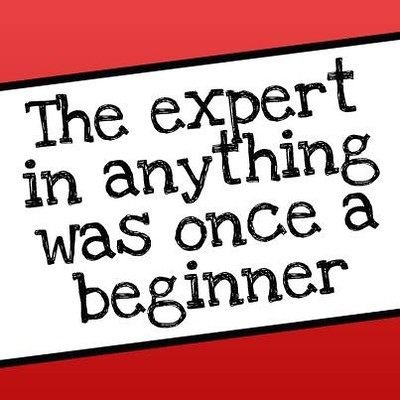 The expert
in anything
was once a
beginner